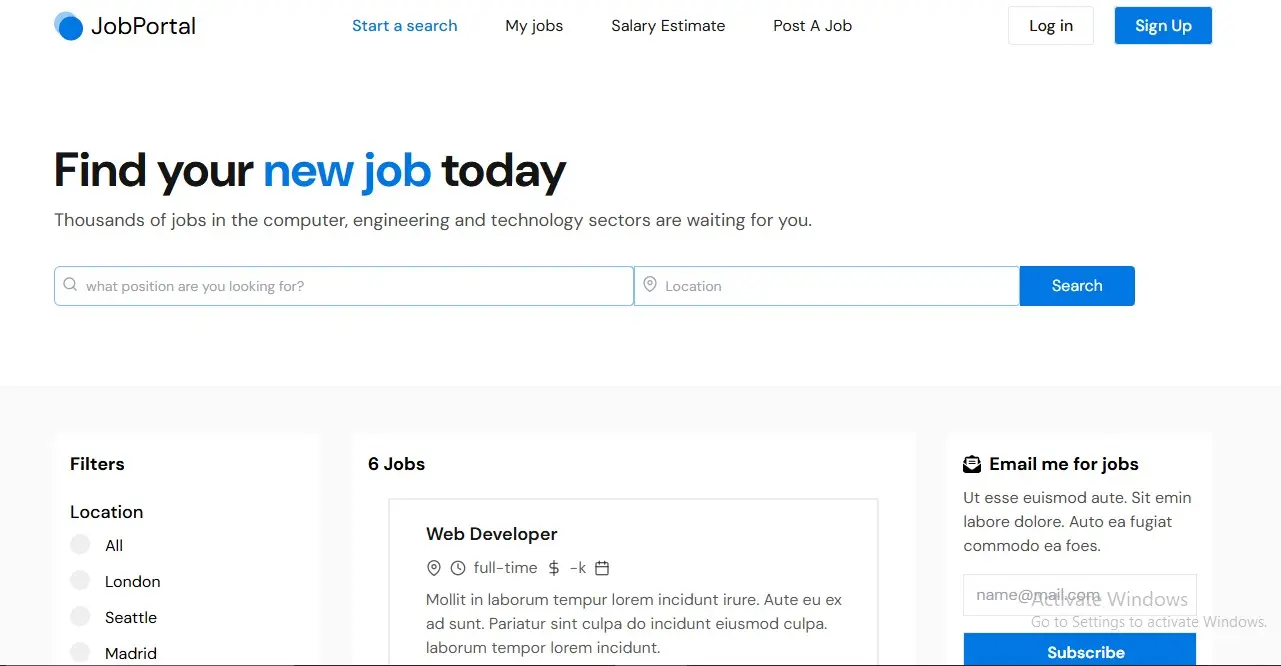 JobPortal
Start a search
My jobs
Salary Estimate
Post A Job
Log in
Sign Up
Find your new job today
Thousands of jobs in the computer, engineering and technology sectors are waiting for you.
what position are you looking for?
Location
Search
Filters
Location
All
London
Seattle
Madrid
6 Jobs
Web Developer
full-time $ -k
Mollit in laborum tempur lorem incidunt irure. Aute eu ex
ad sunt. Pariatur sint culpa do incidunt eiusmod culpa.
laborum tempor lorem incidunt.
Email me for jobs
Ut esse euismod aute. Sit emin
labore dolore. Auto ea fugiat
commodo ea foes.
name@mail.com
Activate Windows
Go to Settings to activate Windows.
Subscribe